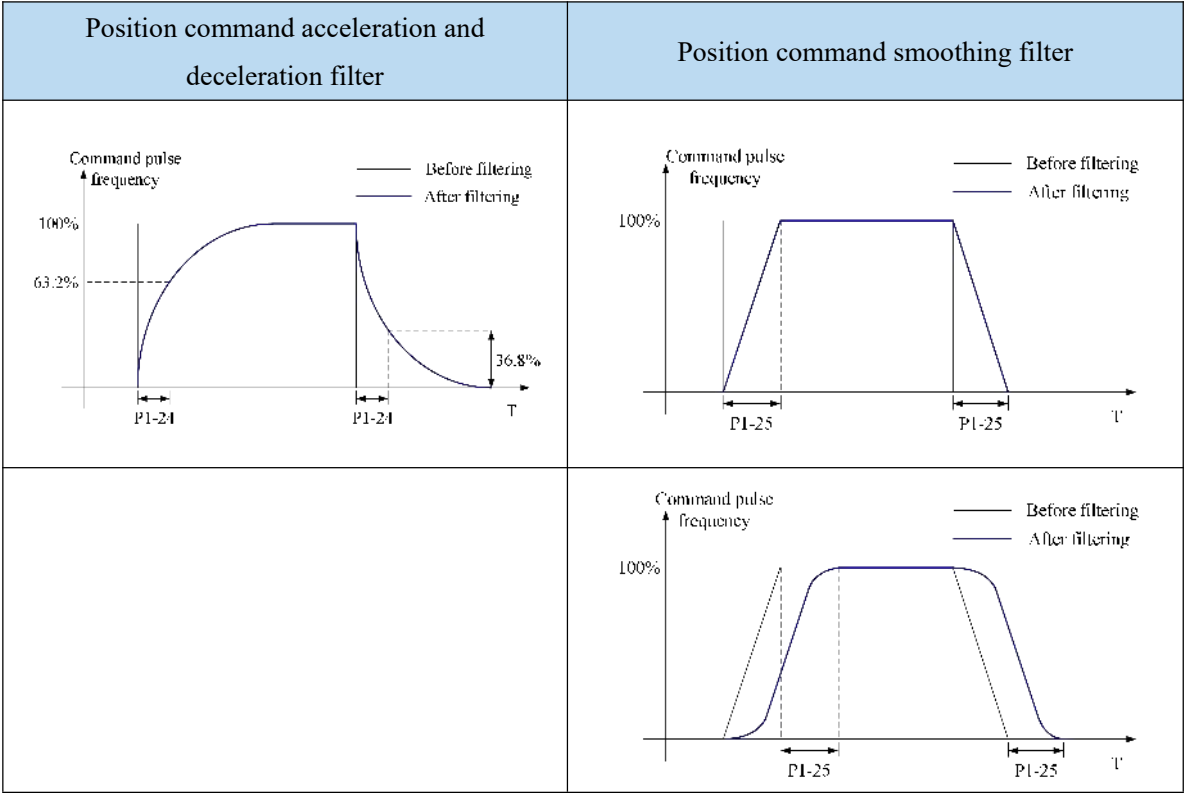 Position command acceleration and
deceleration filter
Position command smoothing filter
Command pulse
frequency
Before filtering
After filtering
100%
63.2%
36.8%
P1-24
P1-24
T
Command pulse
frequency
Before filtering
After filtering
100%
P1-25
P1-25
T
Command pulse
frequency
Before filtering
After filtering
100%
P1-25
P1-25
T